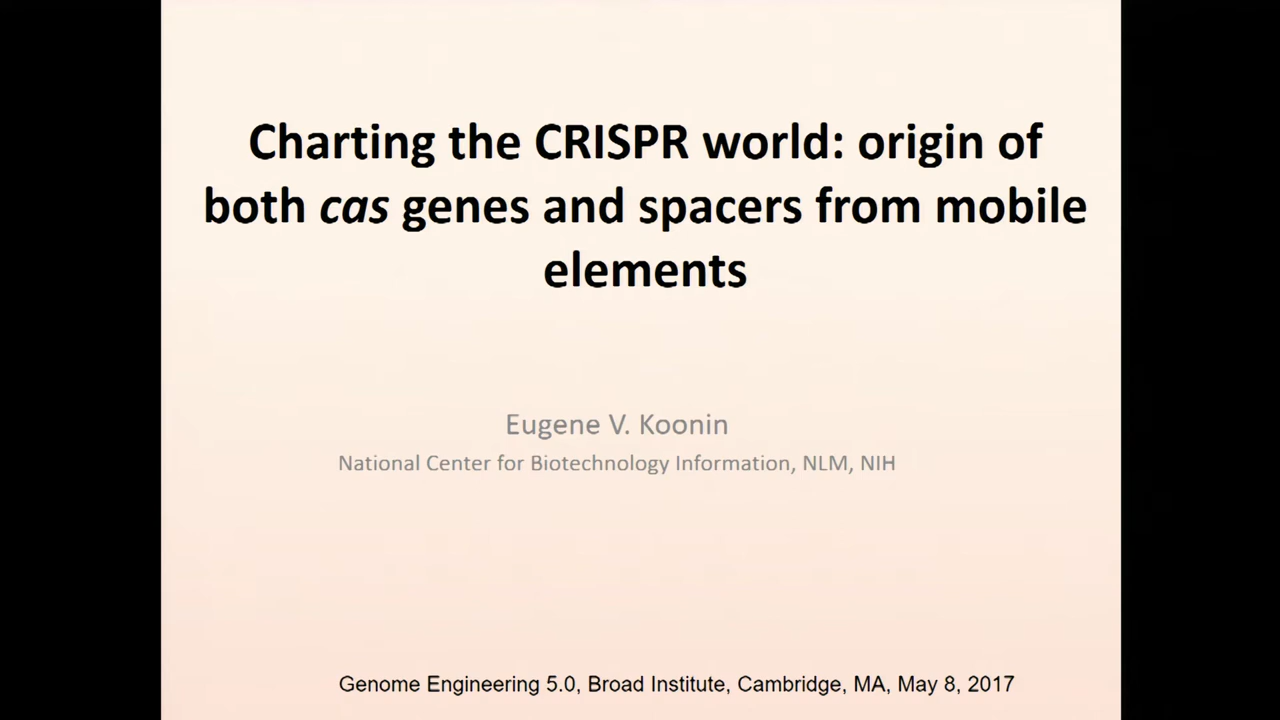 Charting the CRISPR world: origin of
both cas genes and spacers from mobile
elements
Eugene V. Koonin
National Center for Biotechnology Information, NLM, NIH
Genome Engineering 5.0, Broad Institute, Cambridge, MA, May 8, 2017